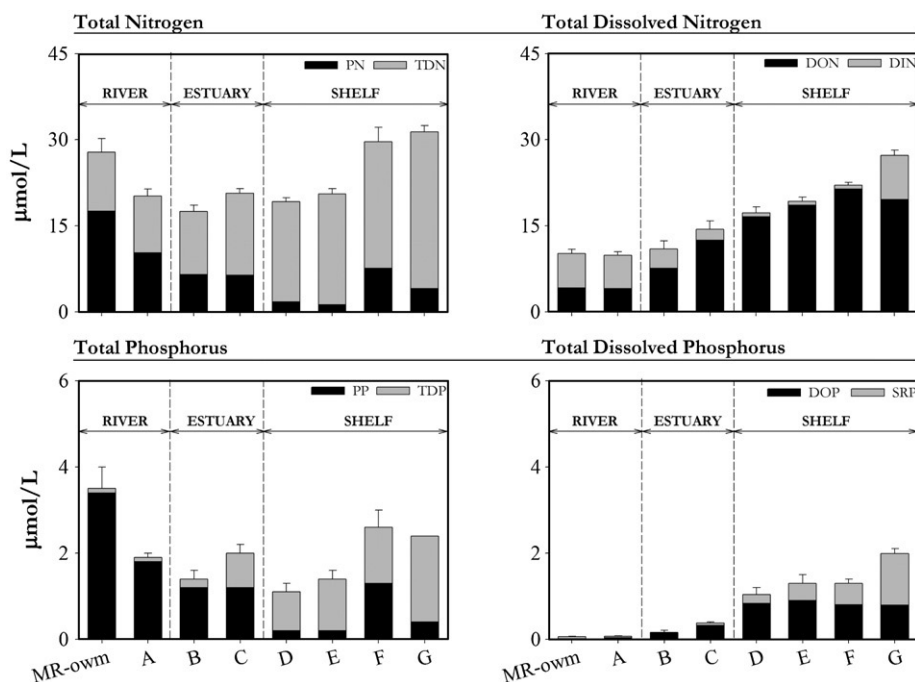 Total Nitrogen Total Dissolved Nitrogen
45 PN TDN 45 DON DIN
RIVER ESTUARY SHELF RIVER ESTUARY SHELF
30 30
µmol/L
15 15
0 0
Total Phosphorus Total Dissolved Phosphorus
6 PP TDP 6 DOP SRP
RIVER ESTUARY SHELF RIVER ESTUARY SHELF
4 4
µmol/L
2 2
0 0
MR-owm A B C D E F G MR-owm A B C D E F G